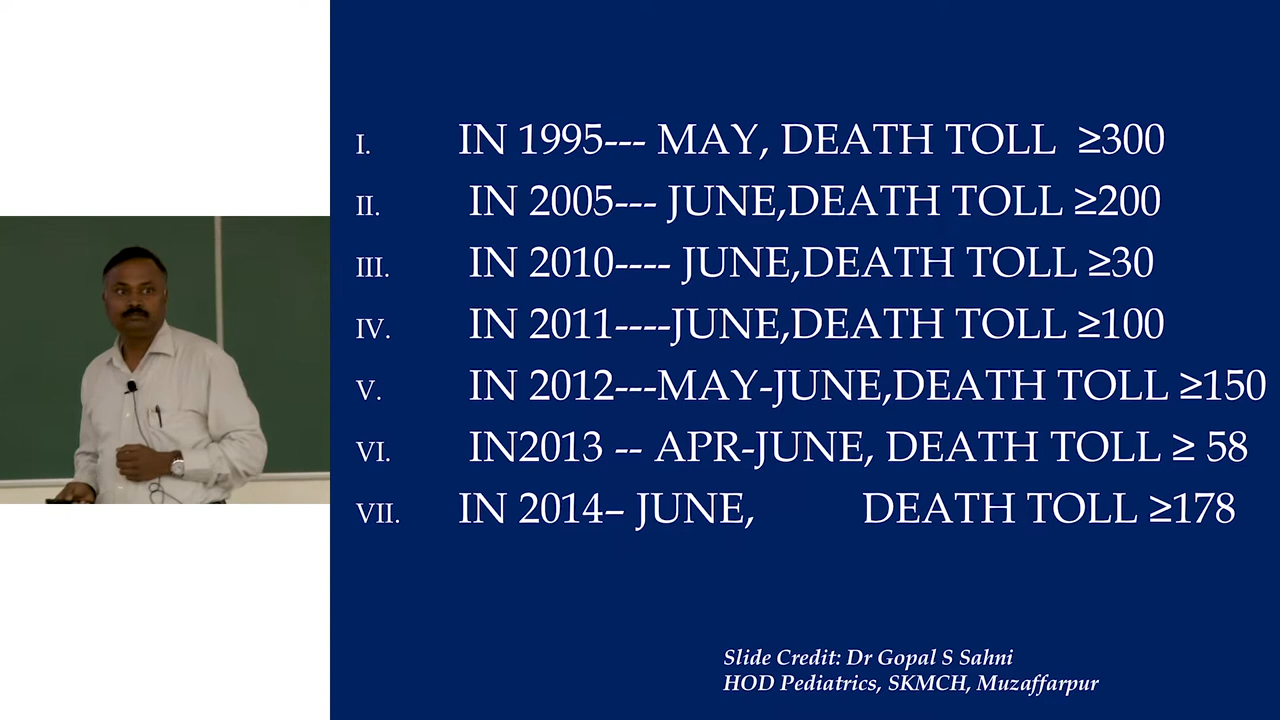 I. IN 1995--- MAY, DEATH TOLL ≥300
II. IN 2005--- JUNE,DEATH TOLL ≥200
III. IN 2010---- JUNE,DEATH TOLL ≥30
IV. IN 2011----JUNE,DEATH TOLL ≥100
V. IN 2012---MAY-JUNE,DEATH TOLL ≥150
VI. IN2013 -- APR-JUNE, DEATH TOLL ≥ 58
VII. IN 2014– JUNE, DEATH TOLL ≥178
Slide Credit: Dr Gopal S Sahni
HOD Pediatrics, SKMCH, Muzaffarpur